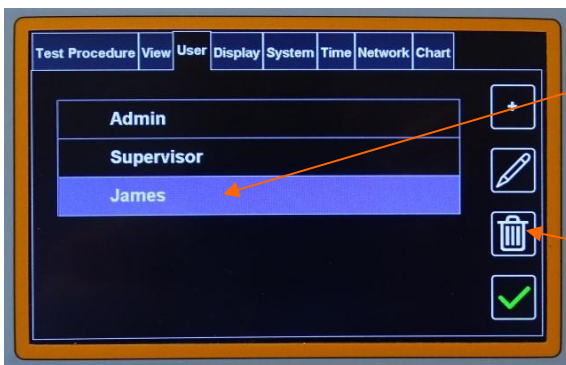 Test Procedure View User Display System Time Network Chart
Admin
Supervisor
James